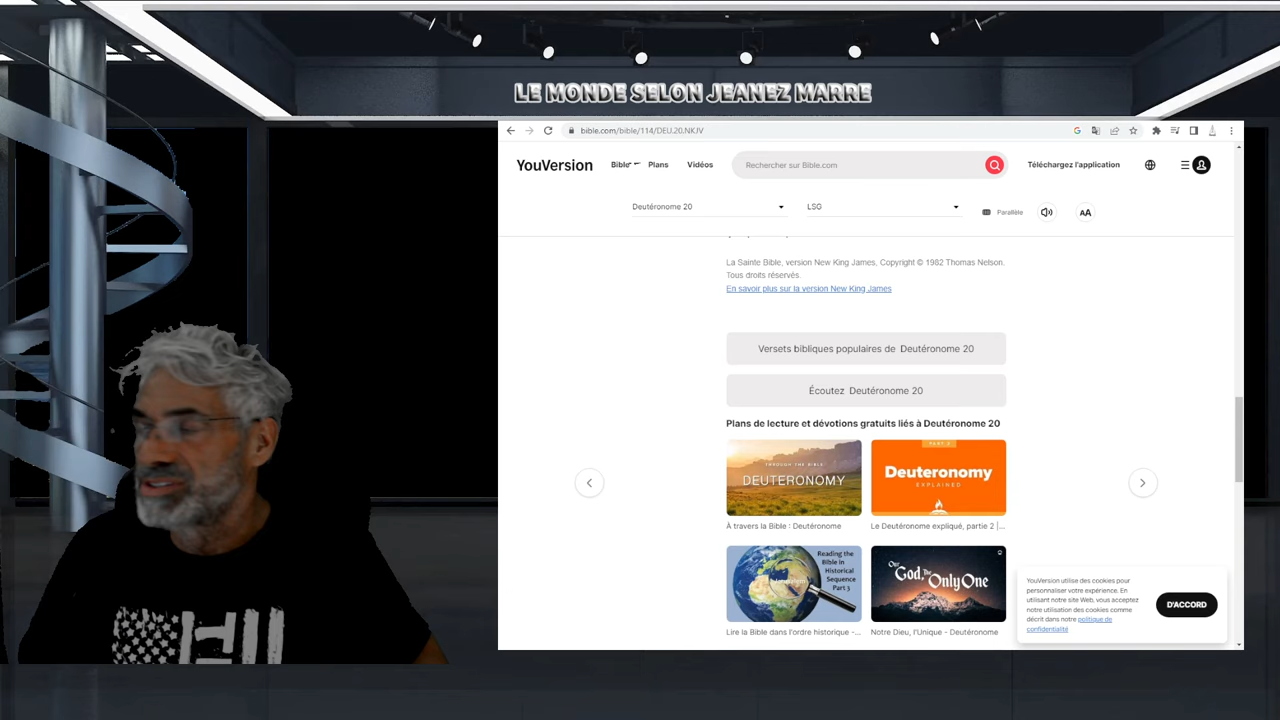 LE MONDE SELON JEANEZ MARRE
bible.com/bible/114/DEU.20.NKJV
YouVersion
Bible
Plans
Vidéos
Rechercher sur Bible.com
Téléchargez l'application
Deutéronome 20
LSG
Parallèle
AA
La Sainte Bible, version New King James, Copyright © 1982 Thomas Nelson.
Tous droits réservés.
En savoir plus sur la version New King James
Versets bibliques populaires de Deutéronome 20
Écoutez Deutéronome 20
Plans de lecture et dévotions gratuits liés à Deutéronome 20
THROUGH THE BIBLE
DEUTERONOMY
PART 2
Deuteronomy
EXPLAINED
À travers la Bible : Deutéronome
Le Deutéronome expliqué, partie 2 |...
Reading the
Bible in
Historical
Sequence
Part 3
Jerusalem
Our God, The Only One
Lire la Bible dans l'ordre historique -...
Notre Dieu, l'Unique - Deutéronome
YouVersion utilise des cookies pour
personnaliser votre expérience. En
utilisant notre site Web, vous acceptez
notre utilisation des cookies comme
décrit dans notre politique de
confidentialité
D'ACCORD